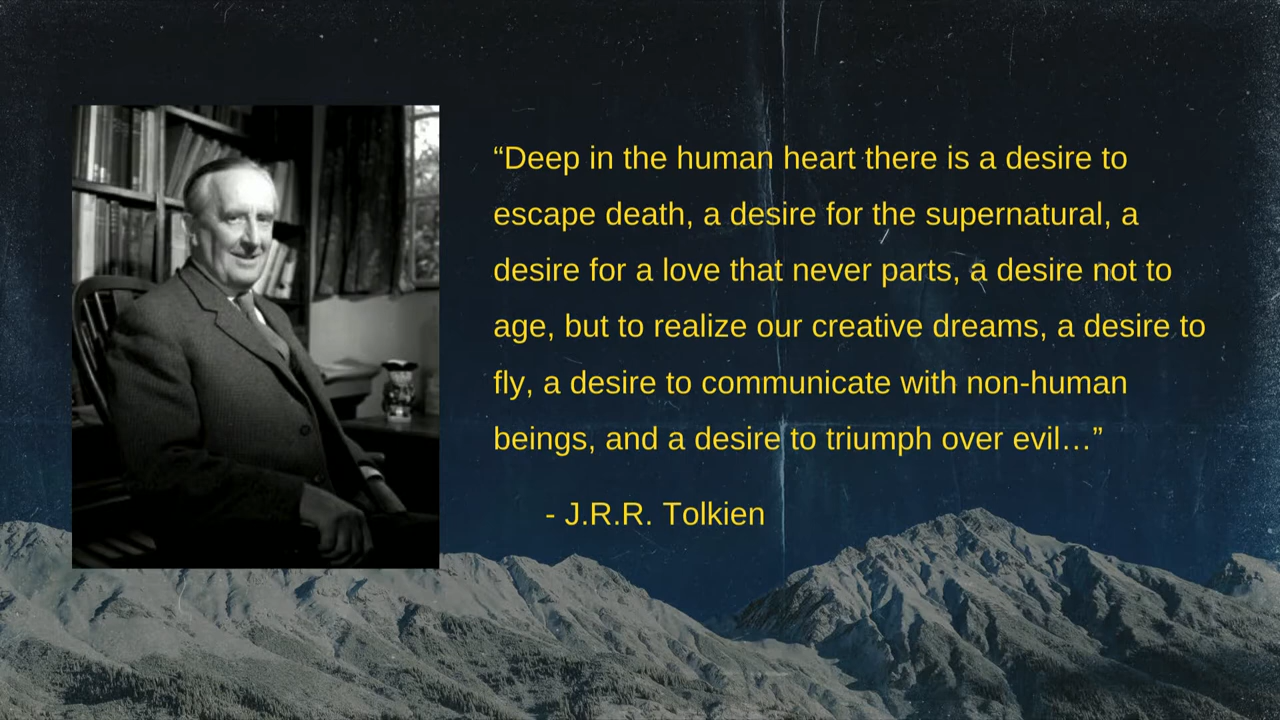 “Deep in the human heart there is a desire to
escape death, a desire for the supernatural, a
desire for a love that never parts, a desire not to
age, but to realize our creative dreams, a desire to
fly, a desire to communicate with non-human
beings, and a desire to triumph over evil…”
- J.R.R. Tolkien